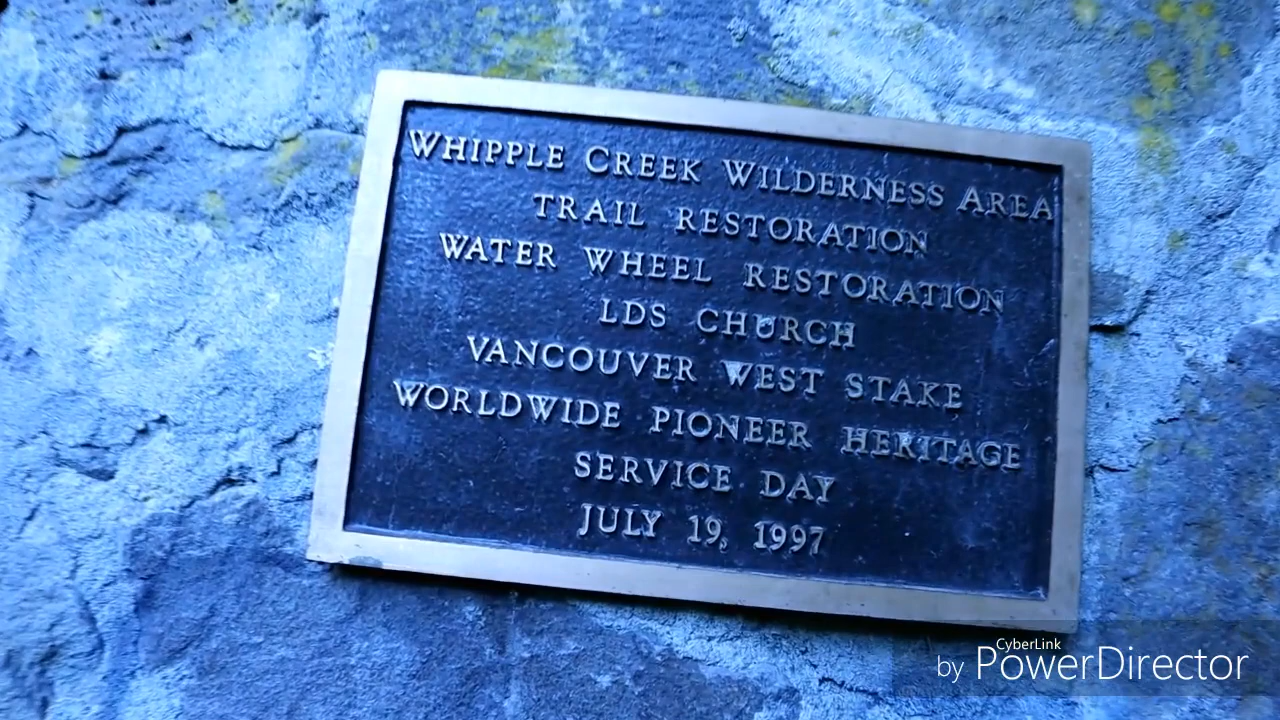 WHIPPLE CREEK WILDERNESS AREA
TRAIL RESTORATION
WATER WHEEL RESTORATION
LDS CHURCH
VANCOUVER WEST STAKE
WORLDWIDE PIONEER HERITAGE
SERVICE DAY
JULY 19, 1997
CyberLink
by PowerDirector